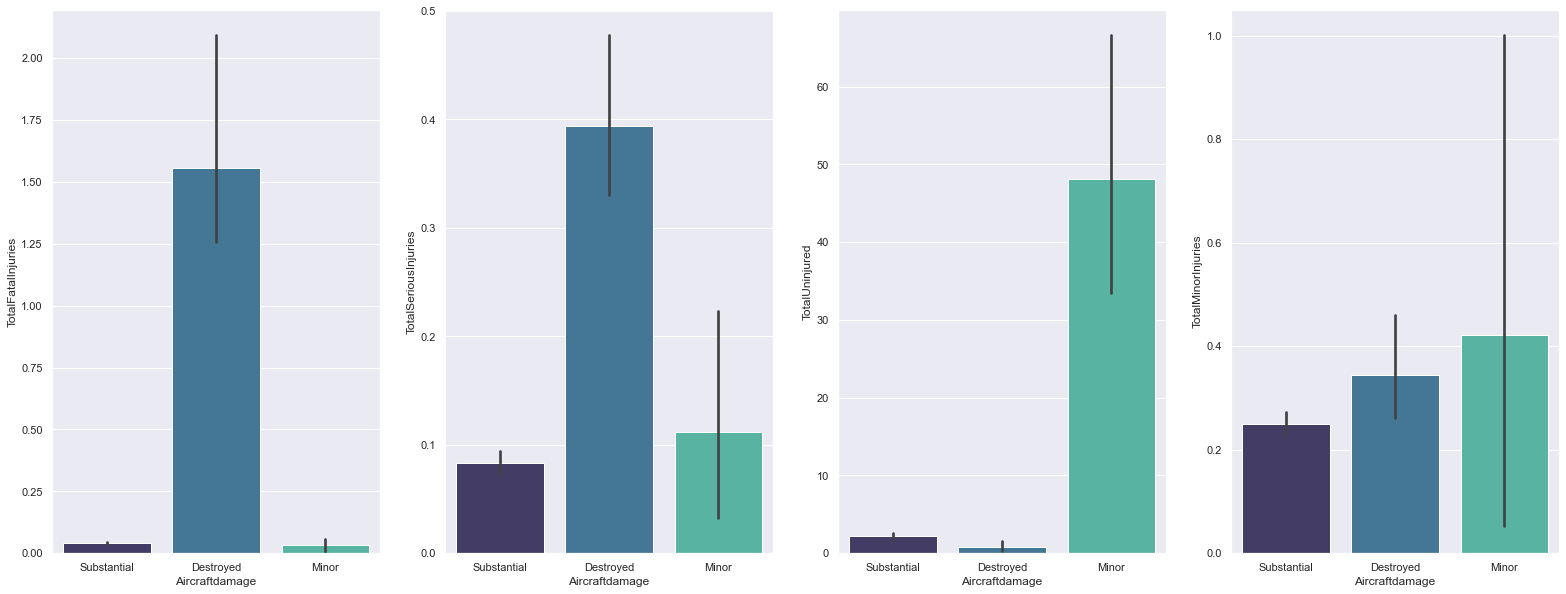 TotalFatalInjuries
2.00
1.75
1.50
1.25
1.00
0.75
0.50
0.25
0.00
Substantial Destroyed Minor
Aircraftdamage
TotalSeriousInjuries
0.5
0.4
0.3
0.2
0.1
0.0
Substantial Destroyed Minor
Aircraftdamage
TotalUninjured
60
50
40
30
20
10
0
Substantial Destroyed Minor
Aircraftdamage
TotalMinorInjuries
1.0
0.8
0.6
0.4
0.2
0.0
Substantial Destroyed Minor
Aircraftdamage